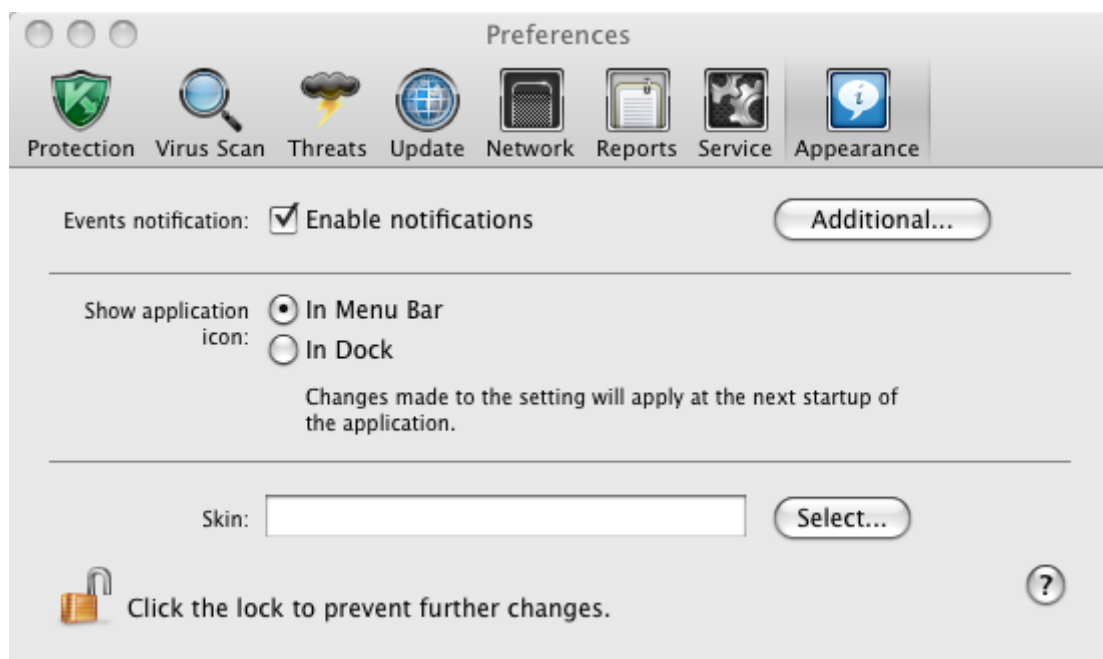 Preferences
Protection Virus Scan Threats Update Network Reports Service Appearance
Events notification: Enable notifications Additional...
Show application In Menu Bar
icon: In Dock
Changes made to the setting will apply at the next startup of
the application.
Skin: Select...
Click the lock to prevent further changes. ?